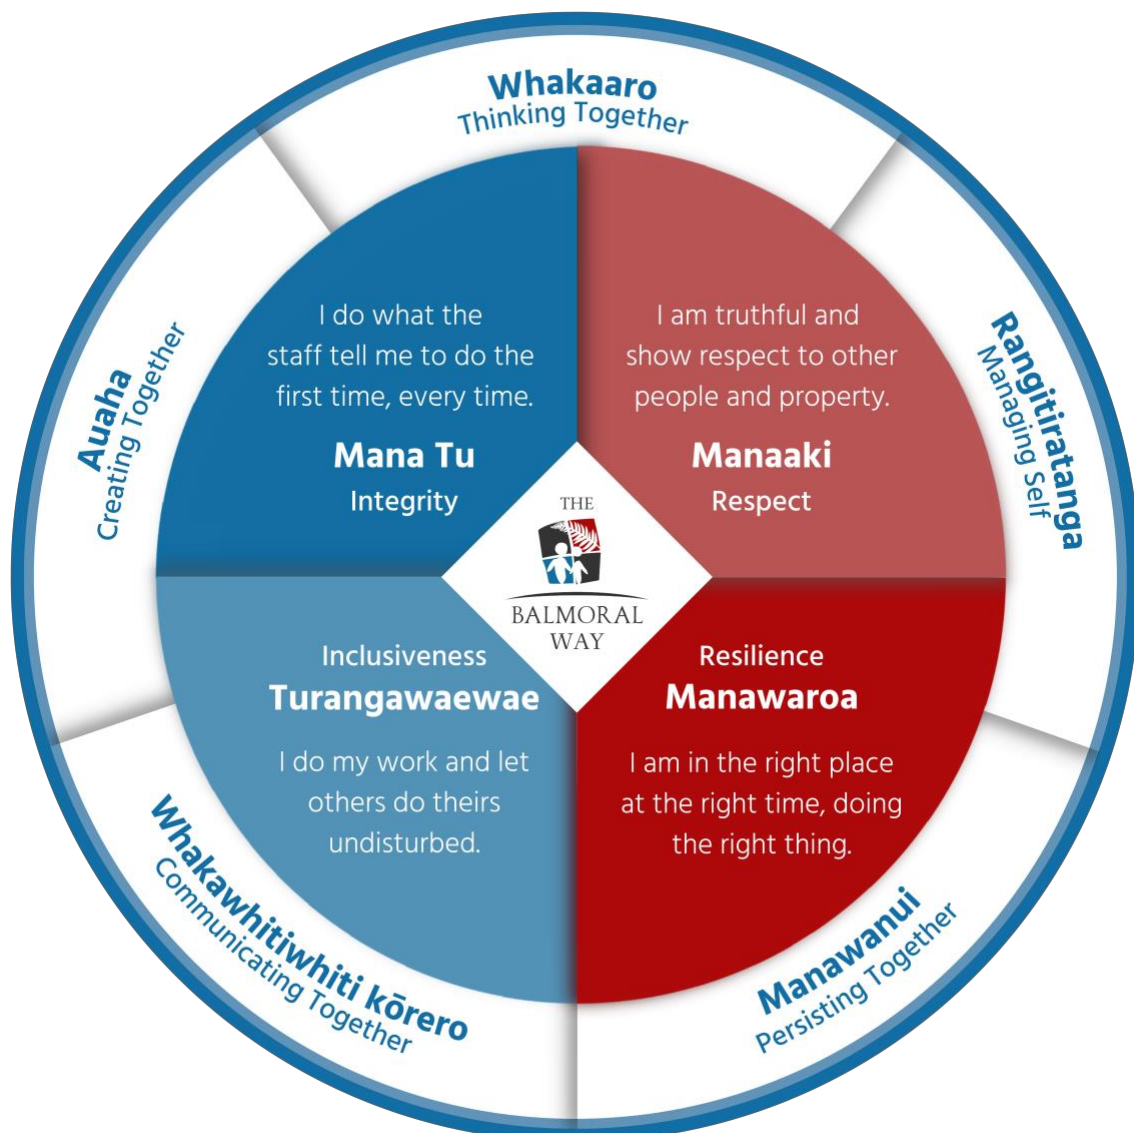 Whakaaro
Thinking Together
Rangitiratanga
Managing Self
Manawanui
Persisting Together
Whakawhitiwhiti kōrero
Communicating Together
Auaha
Creating Together
I do what the
staff tell me to do the
first time, every time.
Mana Tu
Integrity
I am truthful and
show respect to other
people and property.
Manaaki
Respect
THE
BALMORAL
WAY
Inclusiveness
Turangawaewae
I do my work and let
others do theirs
undisturbed.
Resilience
Manawaroa
I am in the right place
at the right time, doing
the right thing.